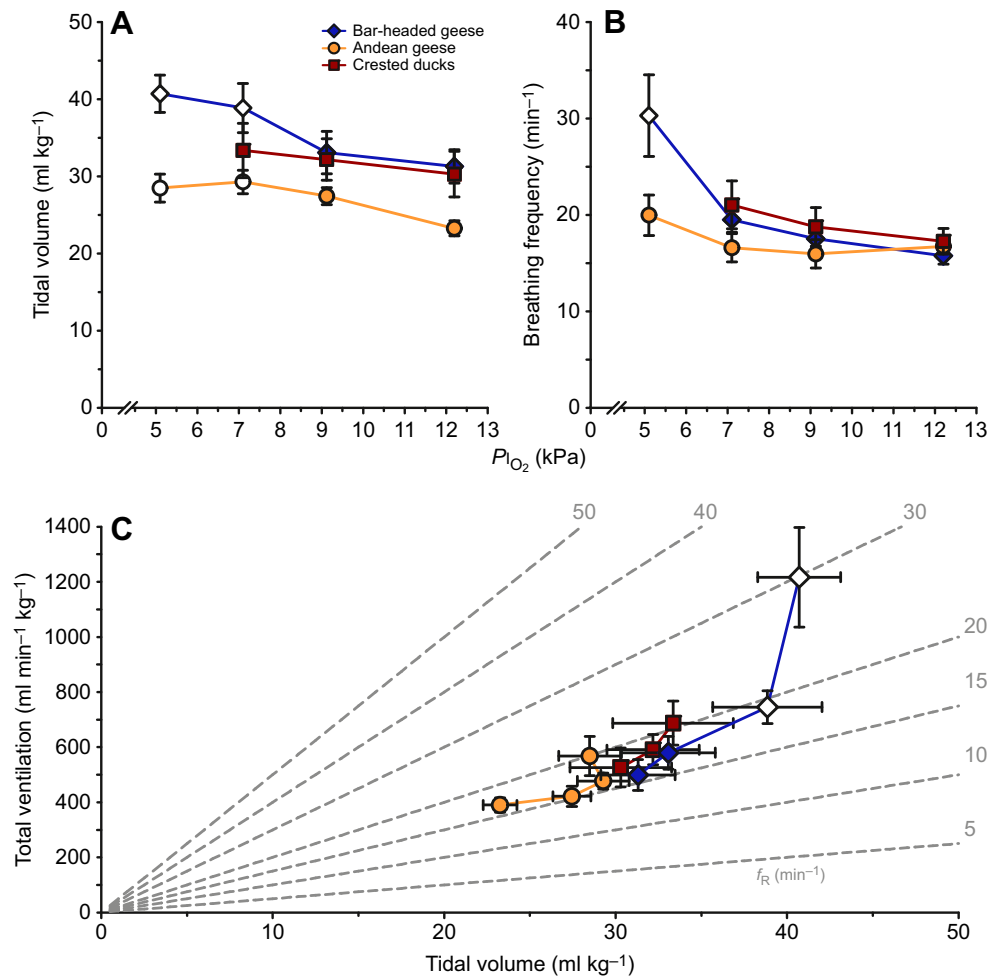 A
B
Bar-headed geese
Andean geese
Crested ducks
Tidal volume (ml kg⁻¹)
50
40
30
20
10
0
0 5 6 7 8 9 10 11 12 13
Breathing frequency (min⁻¹)
40
30
20
10
0
0 5 6 7 8 9 10 11 12 13
PIO₂ (kPa)
C
Total ventilation (ml min⁻¹ kg⁻¹)
1400
1200
1000
800
600
400
200
0
50 40 30
20
15
10
5
fR (min⁻¹)
0 10 20 30 40 50
Tidal volume (ml kg⁻¹)